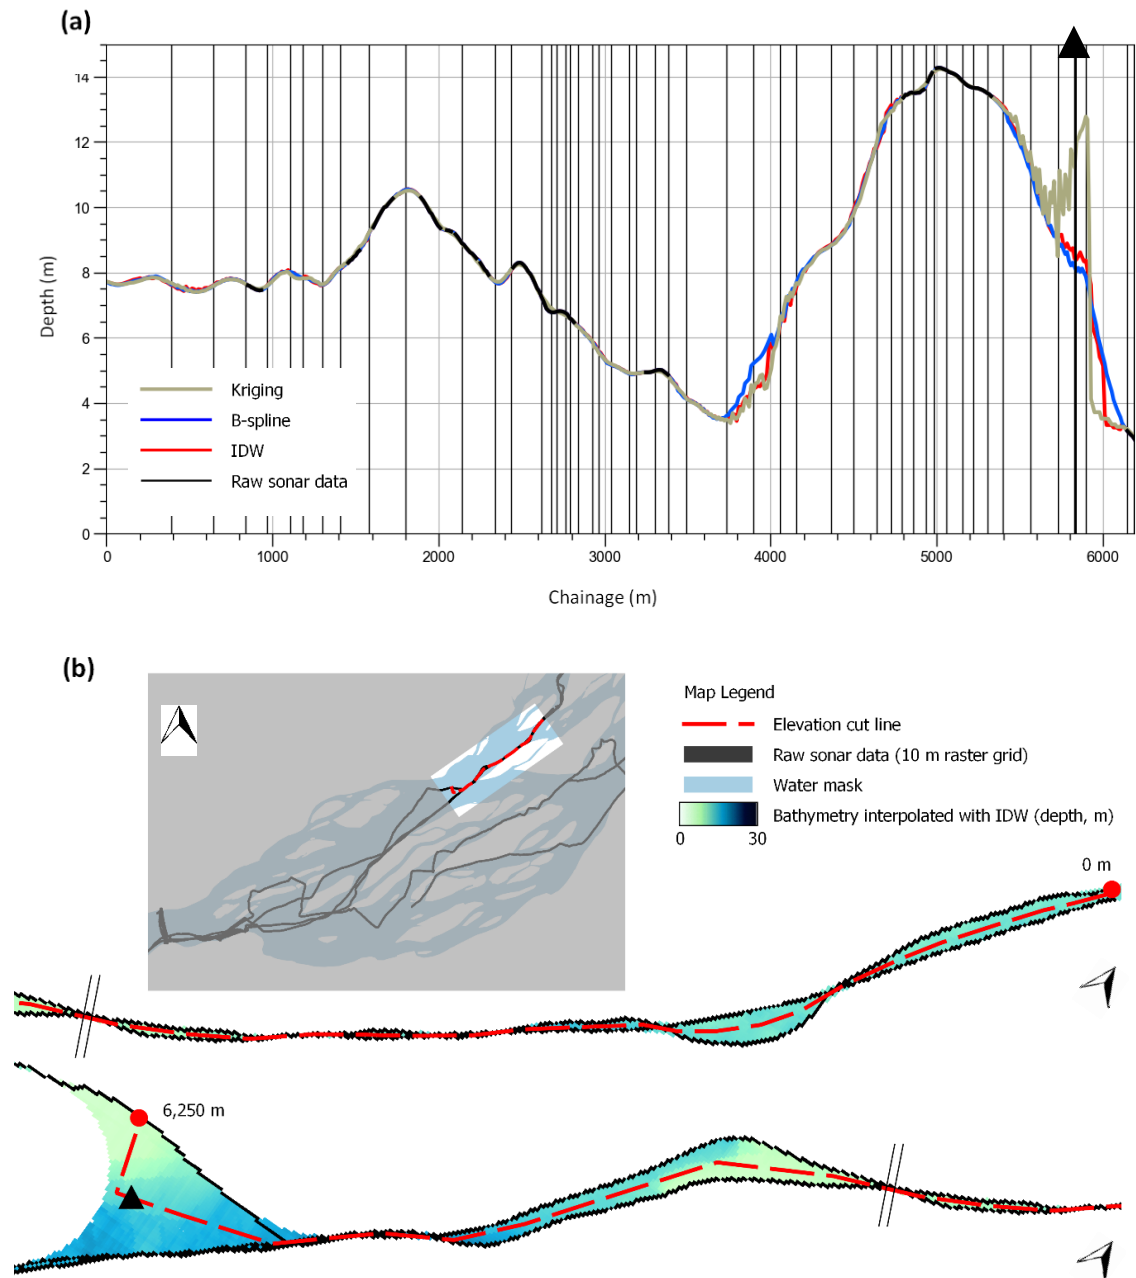 (a)
14
12
10
8
6
4
2
0
Depth (m)
Kriging
B-spline
IDW
Raw sonar data
0 1000 2000 3000 4000 5000 6000
Chainage (m)
(b)
Map Legend
Elevation cut line
Raw sonar data (10 m raster grid)
Water mask
Bathymetry interpolated with IDW (depth, m)
0 30
0 m
6,250 m